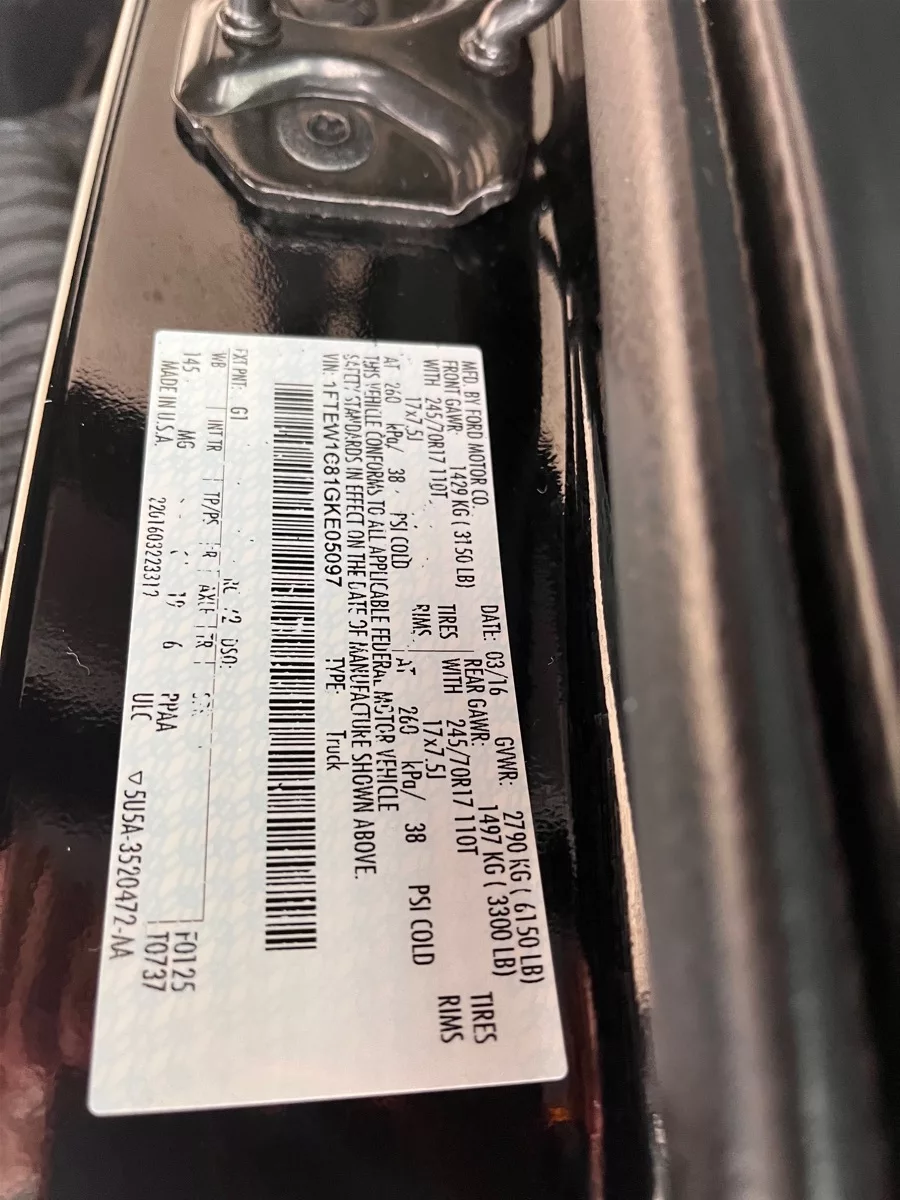 MFD. BY FORD MOTOR CO.
DATE: 03/16 GVWR: 2790 KG ( 6150 LB)
FRONT GAWR: 1429 KG ( 3150 LB) REAR GAWR: 1497 KG ( 3300 LB)
WITH 245/70R17 110T TIRES WITH 245/70R17 110T TIRES
17x7.5J RIMS 17x7.5J RIMS
AT 260 kPa/ 38 PSI COLD AT 260 kPa/ 38 PSI COLD
THIS VEHICLE CONFORMS TO ALL APPLICABLE FEDERAL MOTOR VEHICLE
SAFETY STANDARDS IN EFFECT ON THE DATE OF MANUFACTURE SHOWN ABOVE.
VIN: 1FTEW1C81GKE05097 TYPE: Truck
EXT PNT: G1 DSO: F0125
WB INT TR TP/PS R AXLE TR T0737
145 MG 19 6 PPAA
MADE IN U.S.A. ULC ▽5U5A-3520472-AA